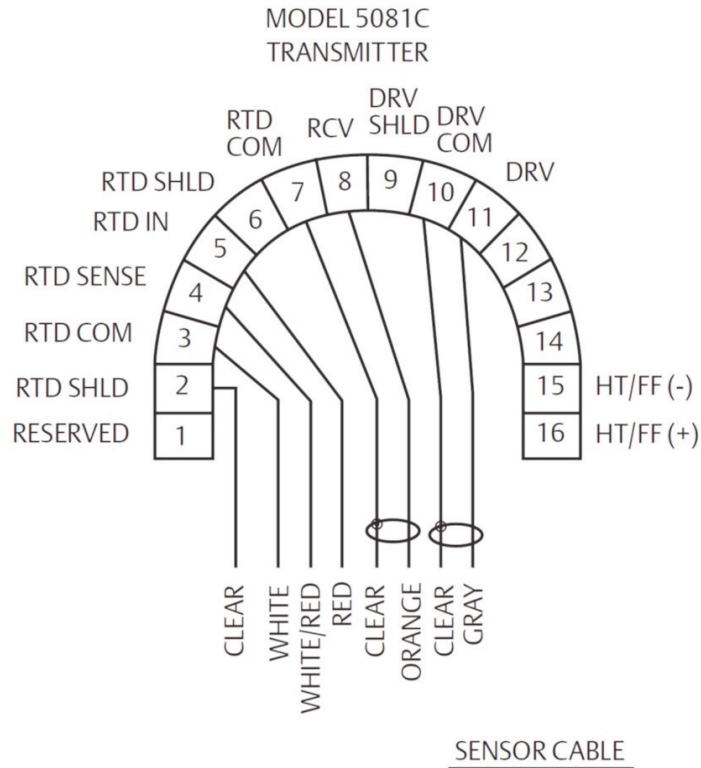 MODEL 5081C
TRANSMITTER
DRV
SHLD
DRV
COM
RTD
COM
RCV
DRV
RTD SHLD
RTD IN
RTD SENSE
RTD COM
RTD SHLD
RESERVED
1
2
3
4
5
6
7
8
9
10
11
12
13
14
15
HT/FF (-)
16
HT/FF (+)
CLEAR
WHITE
WHITE/RED
RED
CLEAR
ORANGE
CLEAR
GRAY
SENSOR CABLE